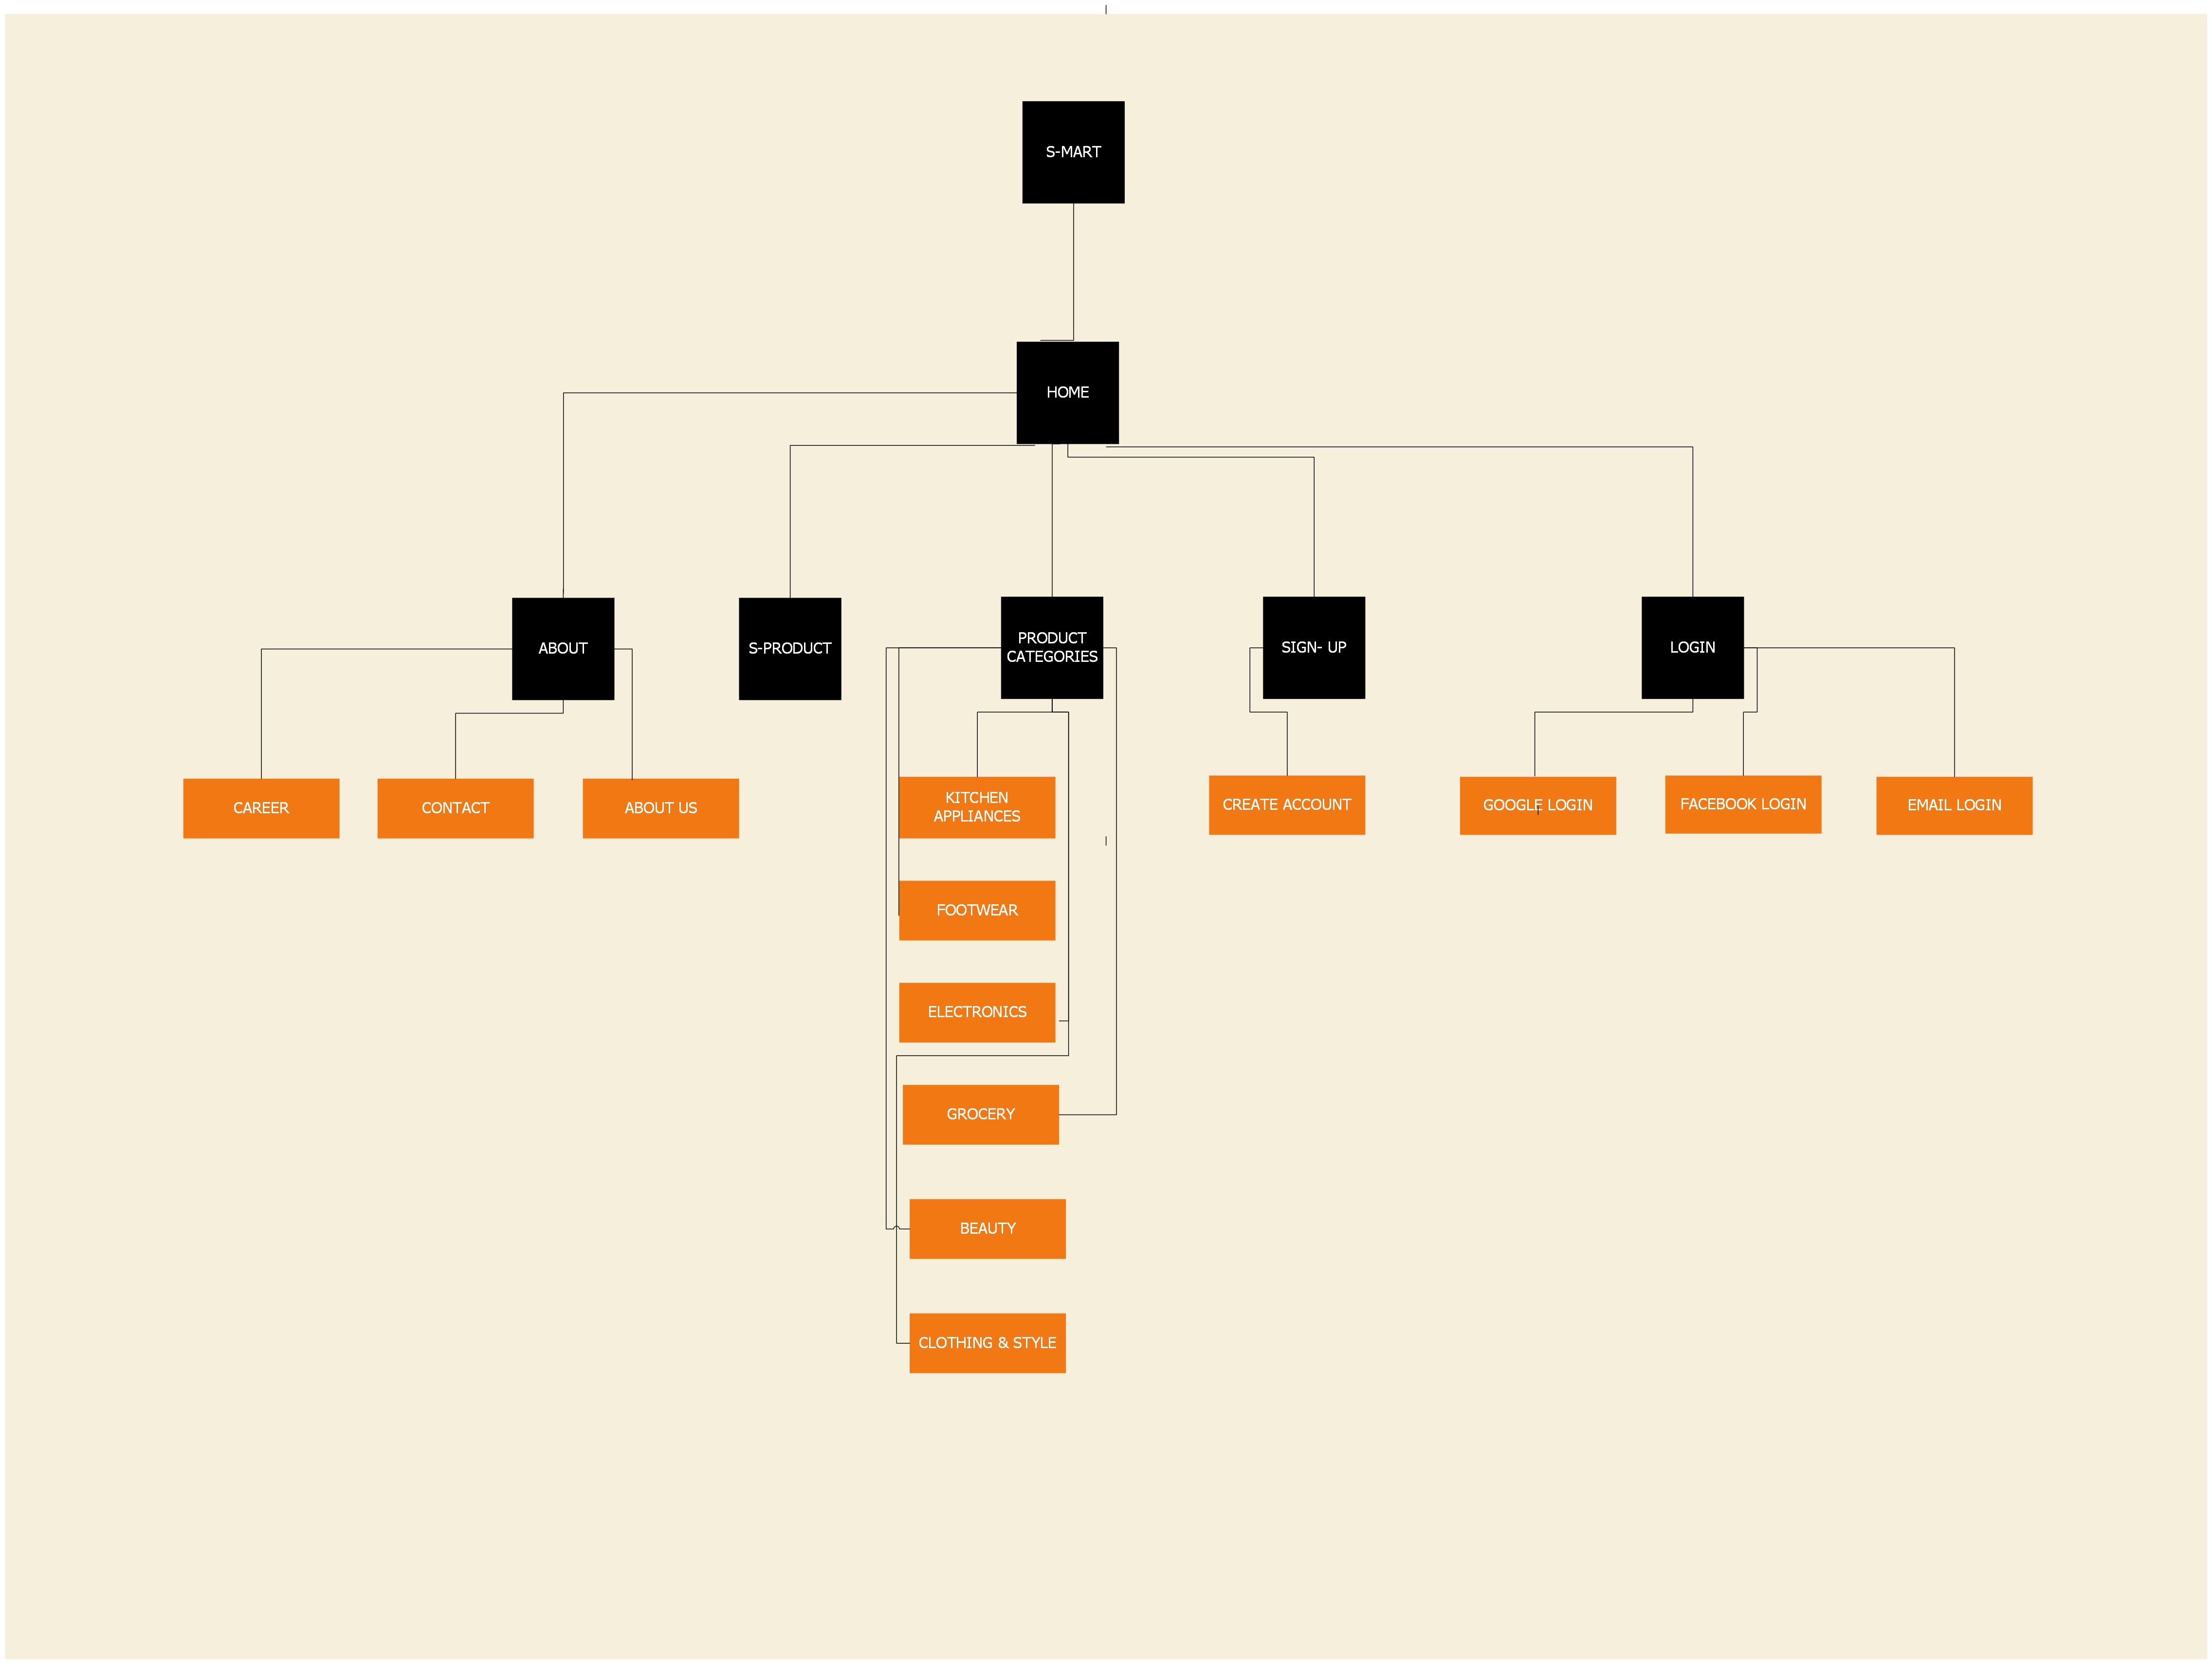 S-MART
HOME
ABOUT
S-PRODUCT
PRODUCT
CATEGORIES
SIGN- UP
LOGIN
CAREER
CONTACT
ABOUT US
KITCHEN
APPLIANCES
CREATE ACCOUNT
GOOGLE LOGIN
FACEBOOK LOGIN
EMAIL LOGIN
FOOTWEAR
ELECTRONICS
GROCERY
BEAUTY
CLOTHING & STYLE